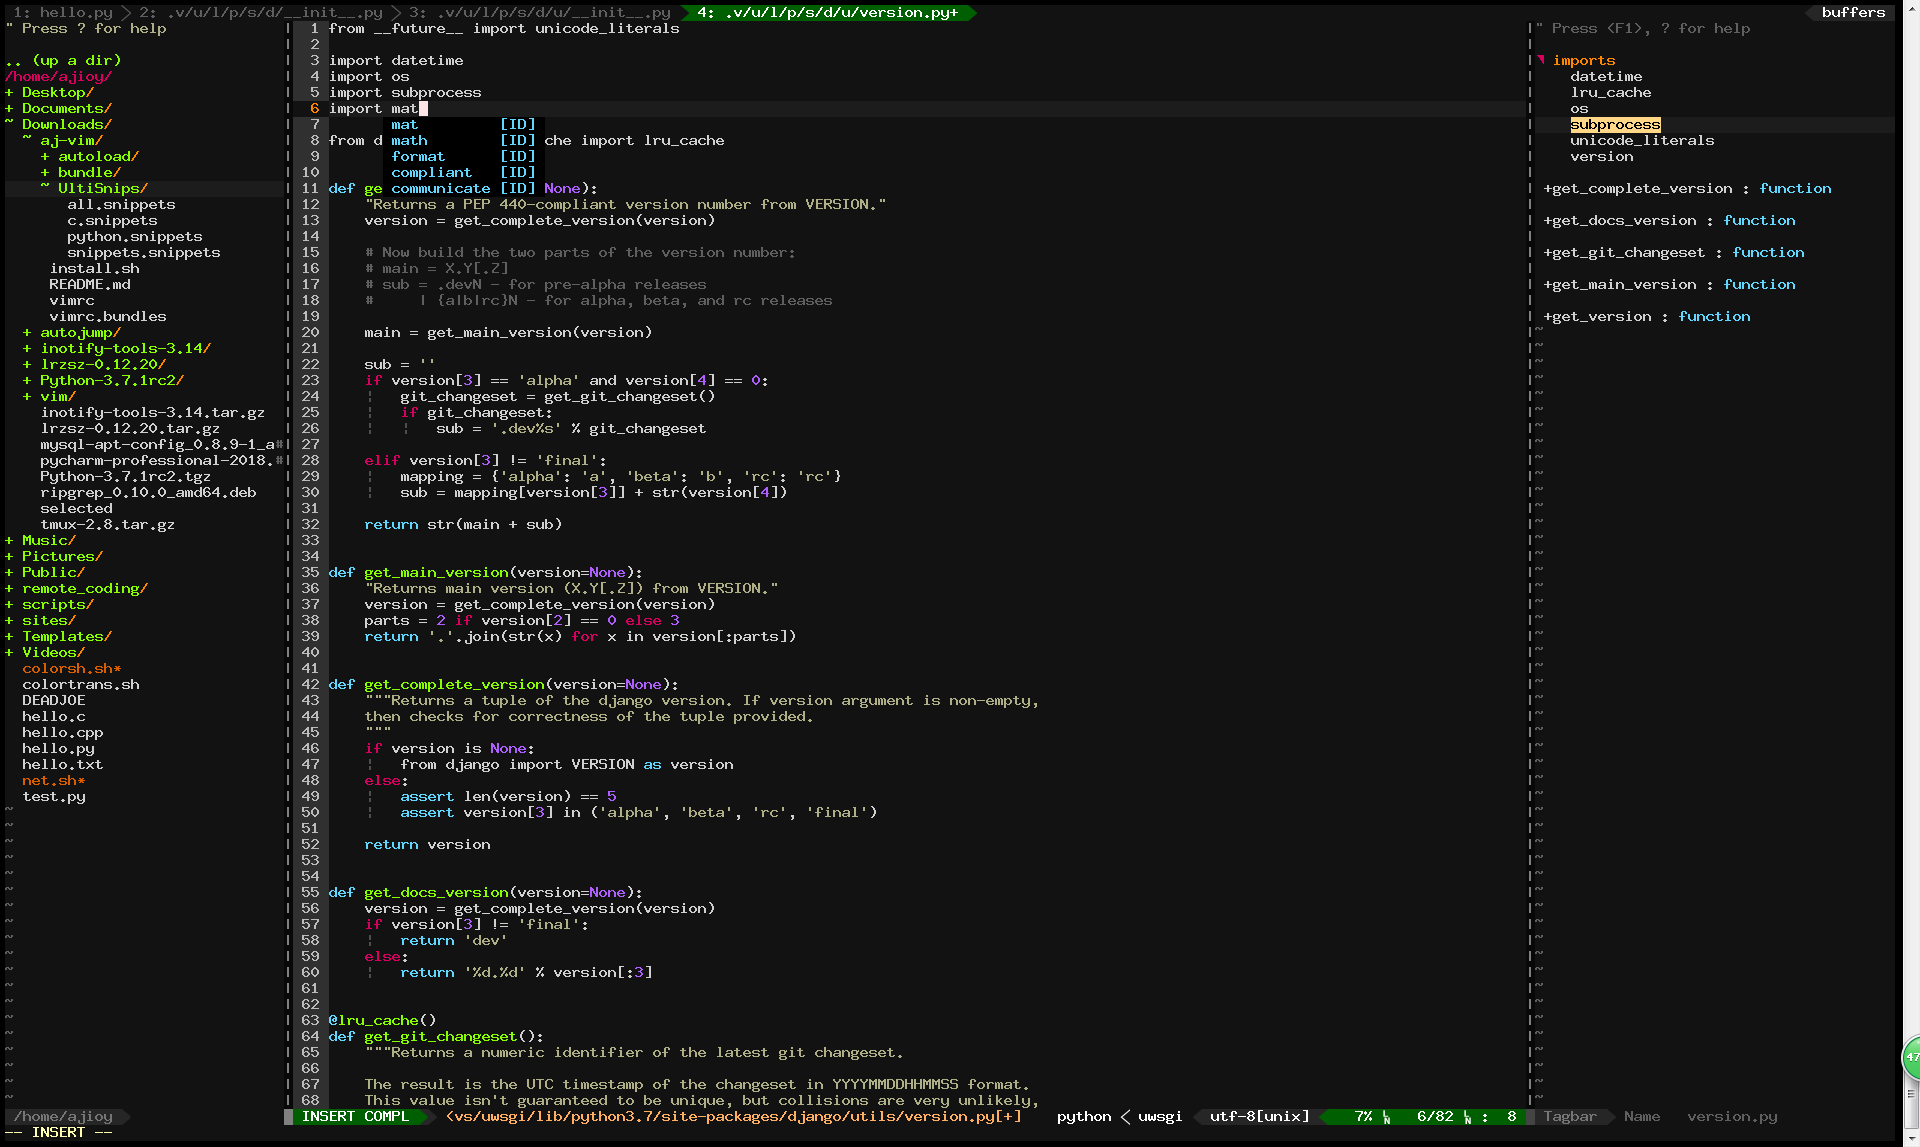 1: hello.py > 2: .v/u/l/p/s/d/__init__.py > 3: .v/u/l/p/s/d/u/__init__.py 4: .v/u/l/p/s/d/u/version.py+ buffers
" Press ? for help
.. (up a dir)
/home/ajioy/
+ Desktop/
+ Documents/
~ Downloads/
~ aj-vim/
+ autoload/
+ bundle/
~ UltiSnips/
all.snippets
c.snippets
python.snippets
snippets.snippets
install.sh
README.md
vimrc
vimrc.bundles
+ autojump/
+ inotify-tools-3.14/
+ lrzsz-0.12.20/
+ Python-3.7.1rc2/
+ vim/
inotify-tools-3.14.tar.gz
lrzsz-0.12.20.tar.gz
mysql-apt-config_0.8.9-1_a#
pycharm-professional-2018.#
Python-3.7.1rc2.tgz
ripgrep_0.10.0_amd64.deb
selected
tmux-2.8.tar.gz
+ Music/
+ Pictures/
+ Public/
+ remote_coding/
+ scripts/
+ sites/
+ Templates/
+ Videos/
colorsh.sh*
colortrans.sh
DEADJOE
hello.c
hello.cpp
hello.py
hello.txt
net.sh*
test.py
1 from __future__ import unicode_literals
2
3 import datetime
4 import os
5 import subprocess
6 import mat
7 mat [ID]
8 from d math [ID] che import lru_cache
9 format [ID]
10 compliant [ID]
11 def ge communicate [ID] None):
12 "Returns a PEP 440-compliant version number from VERSION."
13 version = get_complete_version(version)
14
15 # Now build the two parts of the version number:
16 # main = X.Y[.Z]
17 # sub = .devN - for pre-alpha releases
18 # | {a|b|rc}N - for alpha, beta, and rc releases
19
20 main = get_main_version(version)
21
22 sub = ''
23 if version[3] == 'alpha' and version[4] == 0:
24 ¦ git_changeset = get_git_changeset()
25 ¦ if git_changeset:
26 ¦ ¦ sub = '.dev%s' % git_changeset
27
28 elif version[3] != 'final':
29 ¦ mapping = {'alpha': 'a', 'beta': 'b', 'rc': 'rc'}
30 ¦ sub = mapping[version[3]] + str(version[4])
31
32 return str(main + sub)
33
34
35 def get_main_version(version=None):
36 "Returns main version (X.Y[.Z]) from VERSION."
37 version = get_complete_version(version)
38 parts = 2 if version[2] == 0 else 3
39 return '.'.join(str(x) for x in version[:parts])
40
41
42 def get_complete_version(version=None):
43 """Returns a tuple of the django version. If version argument is non-empty,
44 then checks for correctness of the tuple provided.
45 """
46 if version is None:
47 ¦ from django import VERSION as version
48 else:
49 ¦ assert len(version) == 5
50 ¦ assert version[3] in ('alpha', 'beta', 'rc', 'final')
51
52 return version
53
54
55 def get_docs_version(version=None):
56 version = get_complete_version(version)
57 if version[3] != 'final':
58 ¦ return 'dev'
59 else:
60 ¦ return '%d.%d' % version[:3]
61
62
63 @lru_cache()
64 def get_git_changeset():
65 """Returns a numeric identifier of the latest git changeset.
66
67 The result is the UTC timestamp of the changeset in YYYYMMDDHHMMSS format.
68 This value isn't guaranteed to be unique, but collisions are very unlikely,
" Press <F1>, ? for help
imports
datetime
lru_cache
os
subprocess
unicode_literals
version
+get_complete_version : function
+get_docs_version : function
+get_git_changeset : function
+get_main_version : function
+get_version : function
47
/home/ajioy INSERT COMPL <vs/uwsgi/lib/python3.7/site-packages/django/utils/version.py[+] python < uwsgi utf-8[unix] 7% LN 6/82 LN : 8 Tagbar Name version.py
-- INSERT --